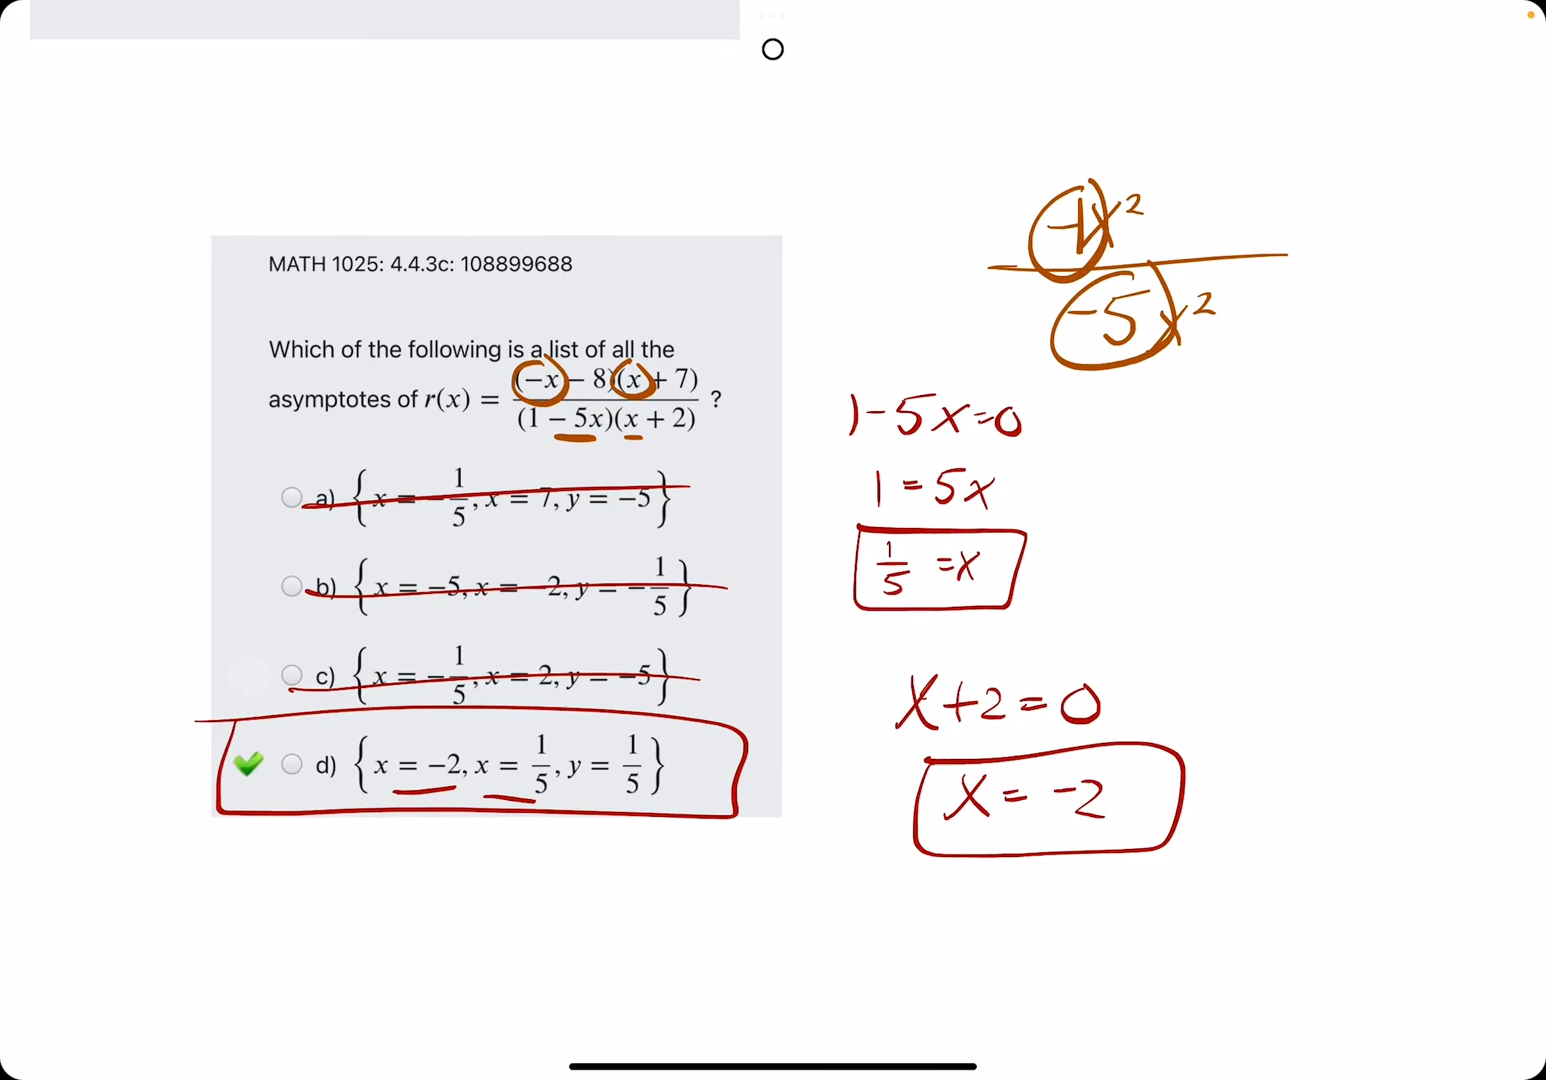 MATH 1025: 4.4.3c: 108899688
Which of the following is a list of all the
asymptotes of r(x) = (−x − 8)(x + 7) / (1 − 5x)(x + 2) ?
a) {x = −1/5, x = 7, y = −5}
b) {x = −5, x = −2, y = −1/5}
c) {x = −1/5, x = 2, y = −5}
d) {x = −2, x = 1/5, y = 1/5}
-1x²
-5x²
1-5x=0
1=5x
1/5 =x
x+2=0
x=-2